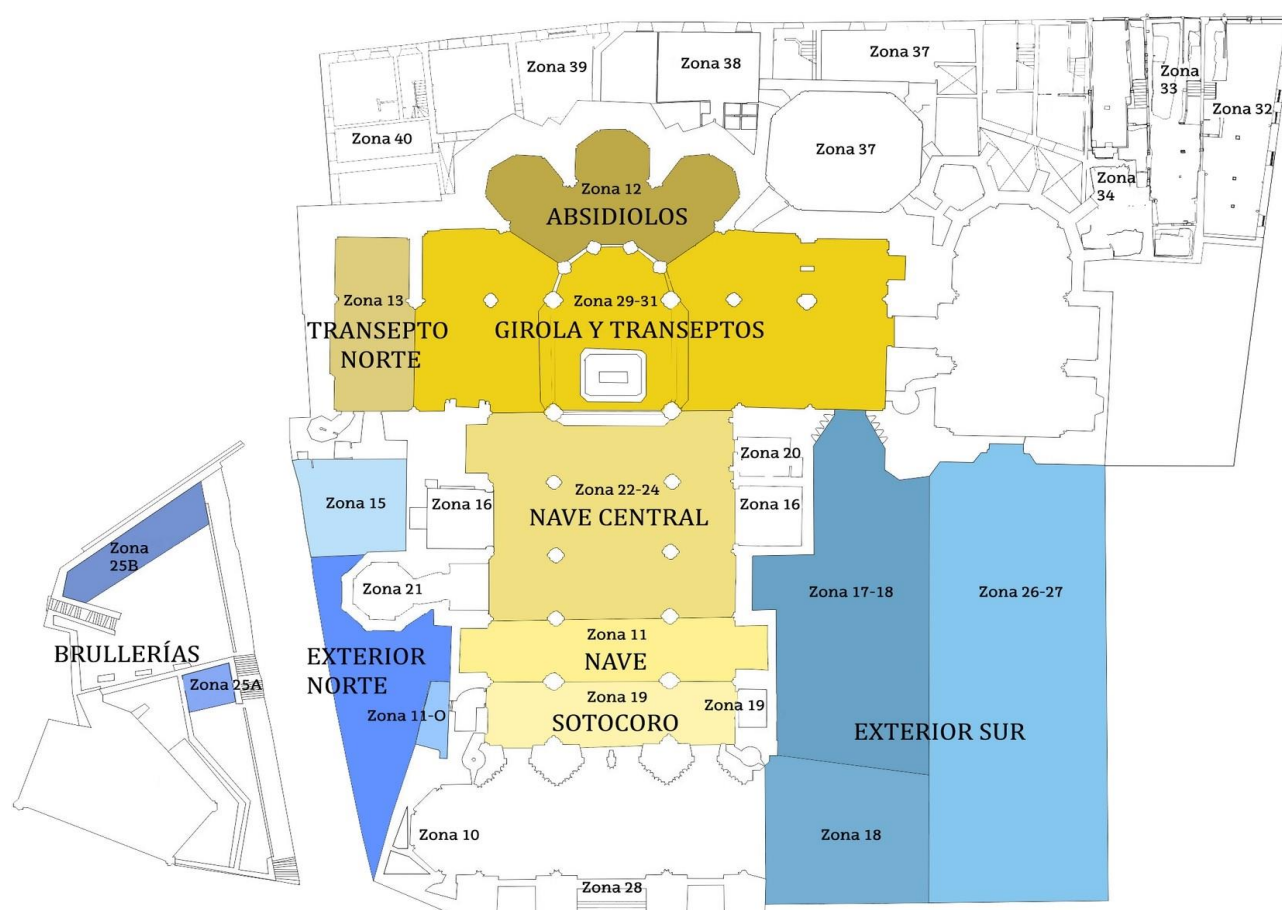 Zona 39
Zona 38
Zona 37
Zona
33
Zona 32
Zona 40
Zona 37
Zona
34
Zona 12
ABSIDIOLOS
Zona 13
TRANSEPTO
NORTE
Zona 29-31
GIROLA Y TRANSEPTOS
Zona 20
Zona 15
Zona 16
Zona 22-24
NAVE CENTRAL
Zona 16
Zona
25B
Zona 21
Zona 17-18
Zona 26-27
BRULLERÍAS
Zona 25A
EXTERIOR
NORTE
Zona 11
NAVE
Zona 11-O
Zona 19
SOTOCORO
Zona 19
EXTERIOR SUR
Zona 10
Zona 18
Zona 28